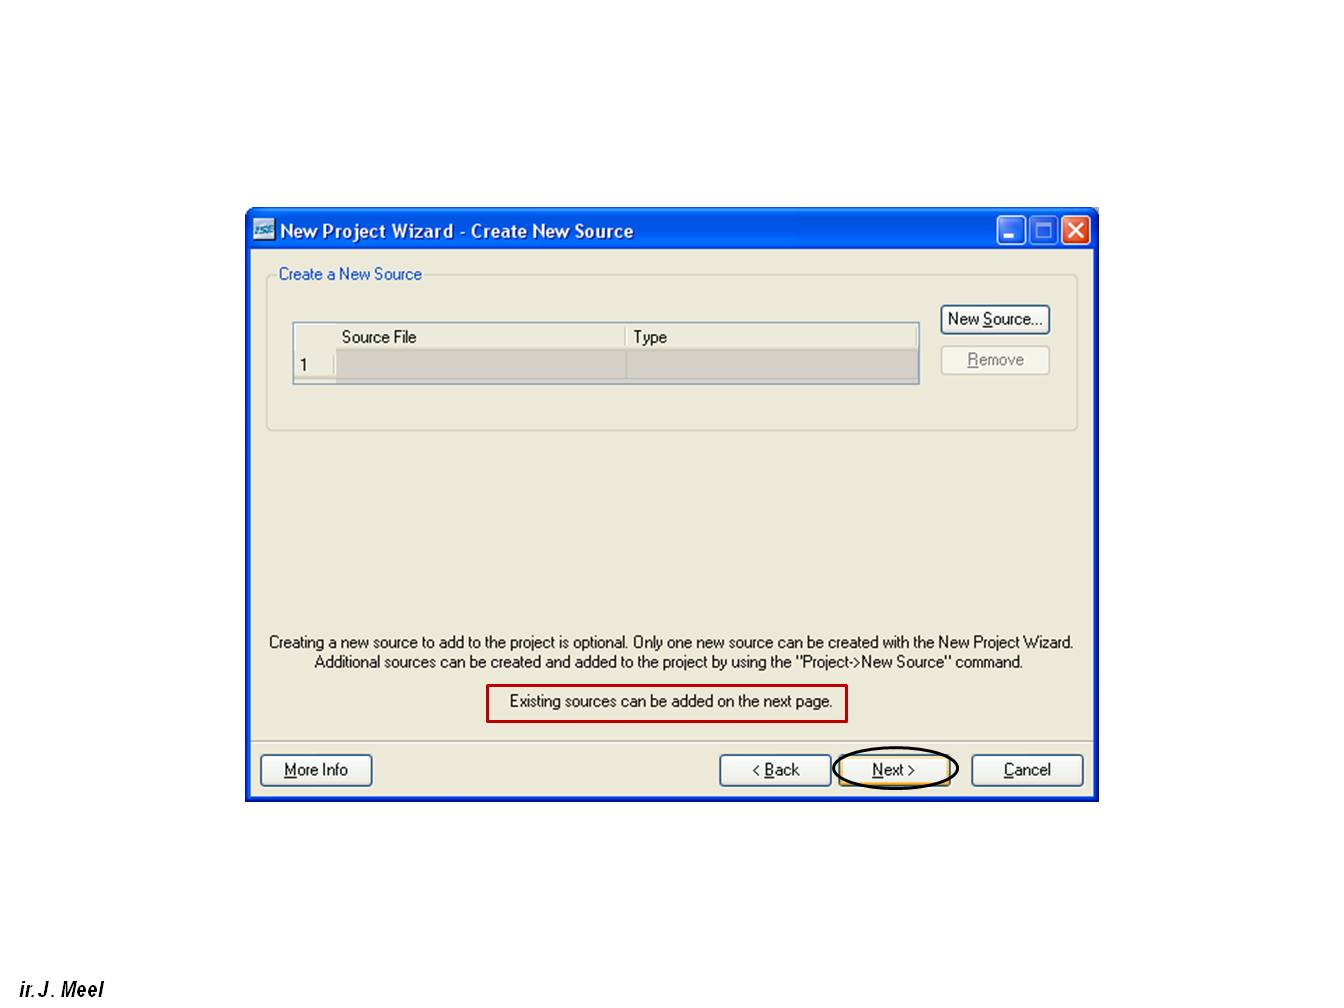 ISE New Project Wizard - Create New Source
Create a New Source
New Source...
Source File Type
Remove
1
Creating a new source to add to the project is optional. Only one new source can be created with the New Project Wizard.
Additional sources can be created and added to the project by using the "Project->New Source" command.
Existing sources can be added on the next page.
More Info < Back Next > Cancel
ir. J. Meel